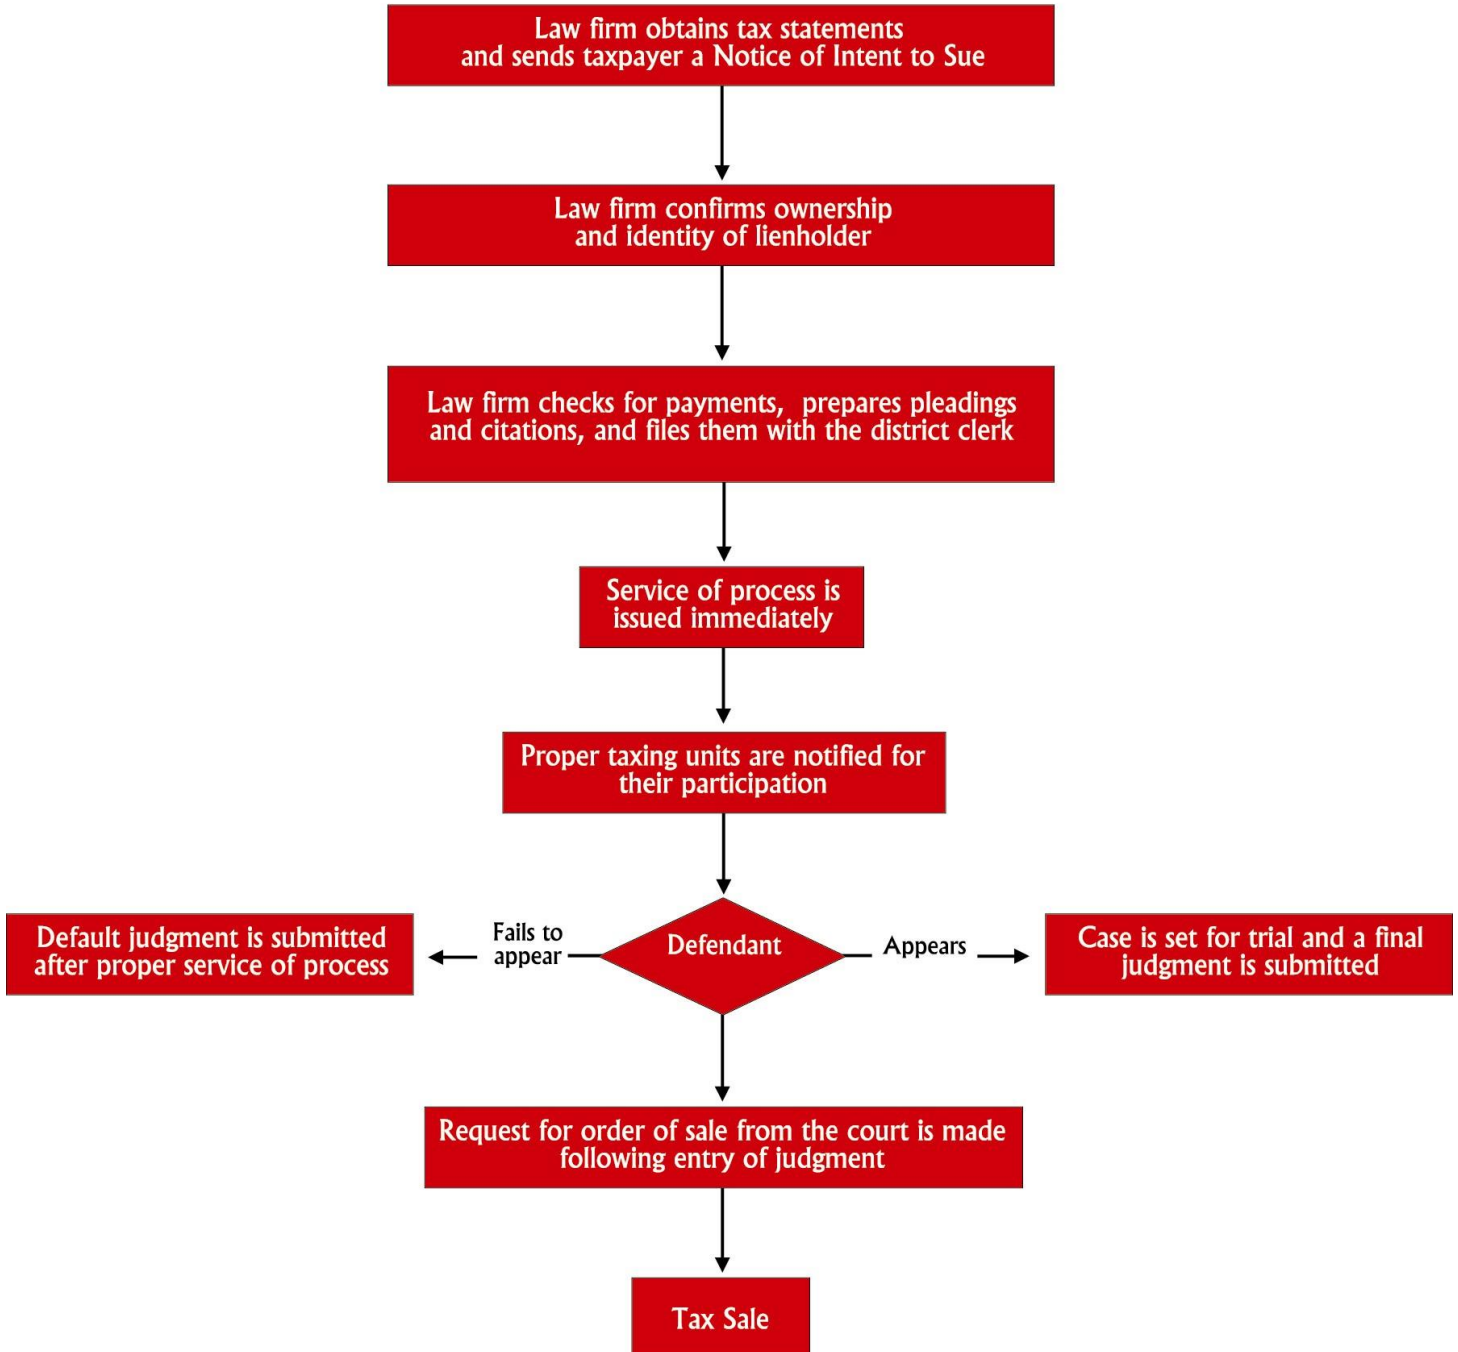 Law firm obtains tax statements
and sends taxpayer a Notice of Intent to Sue
Law firm confirms ownership
and identity of lienholder
Law firm checks for payments,  prepares pleadings
and citations, and files them with the district clerk
Service of process is
issued immediately
Proper taxing units are notified for
their participation
Default judgment is submitted
after proper service of process
Fails to
appear
Defendant
Appears
Case is set for trial and a final
judgment is submitted
Request for order of sale from the court is made
following entry of judgment
Tax Sale